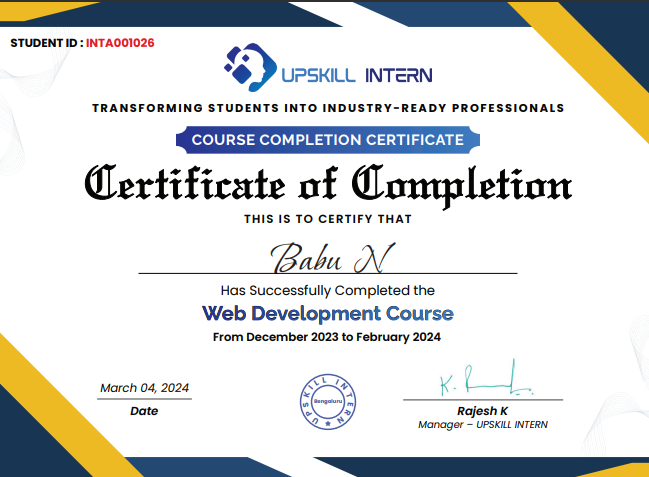 STUDENT ID : INTA001026
UPSKILL INTERN
TRANSFORMING STUDENTS INTO INDUSTRY-READY PROFESSIONALS
COURSE COMPLETION CERTIFICATE
Certificate of Completion
THIS IS TO CERTIFY THAT
Babu N
Has Successfully Completed the
Web Development Course
From December 2023 to February 2024
March 04, 2024
Date
UPSKILL INTERN
Bengaluru
Rajesh K
Manager – UPSKILL INTERN